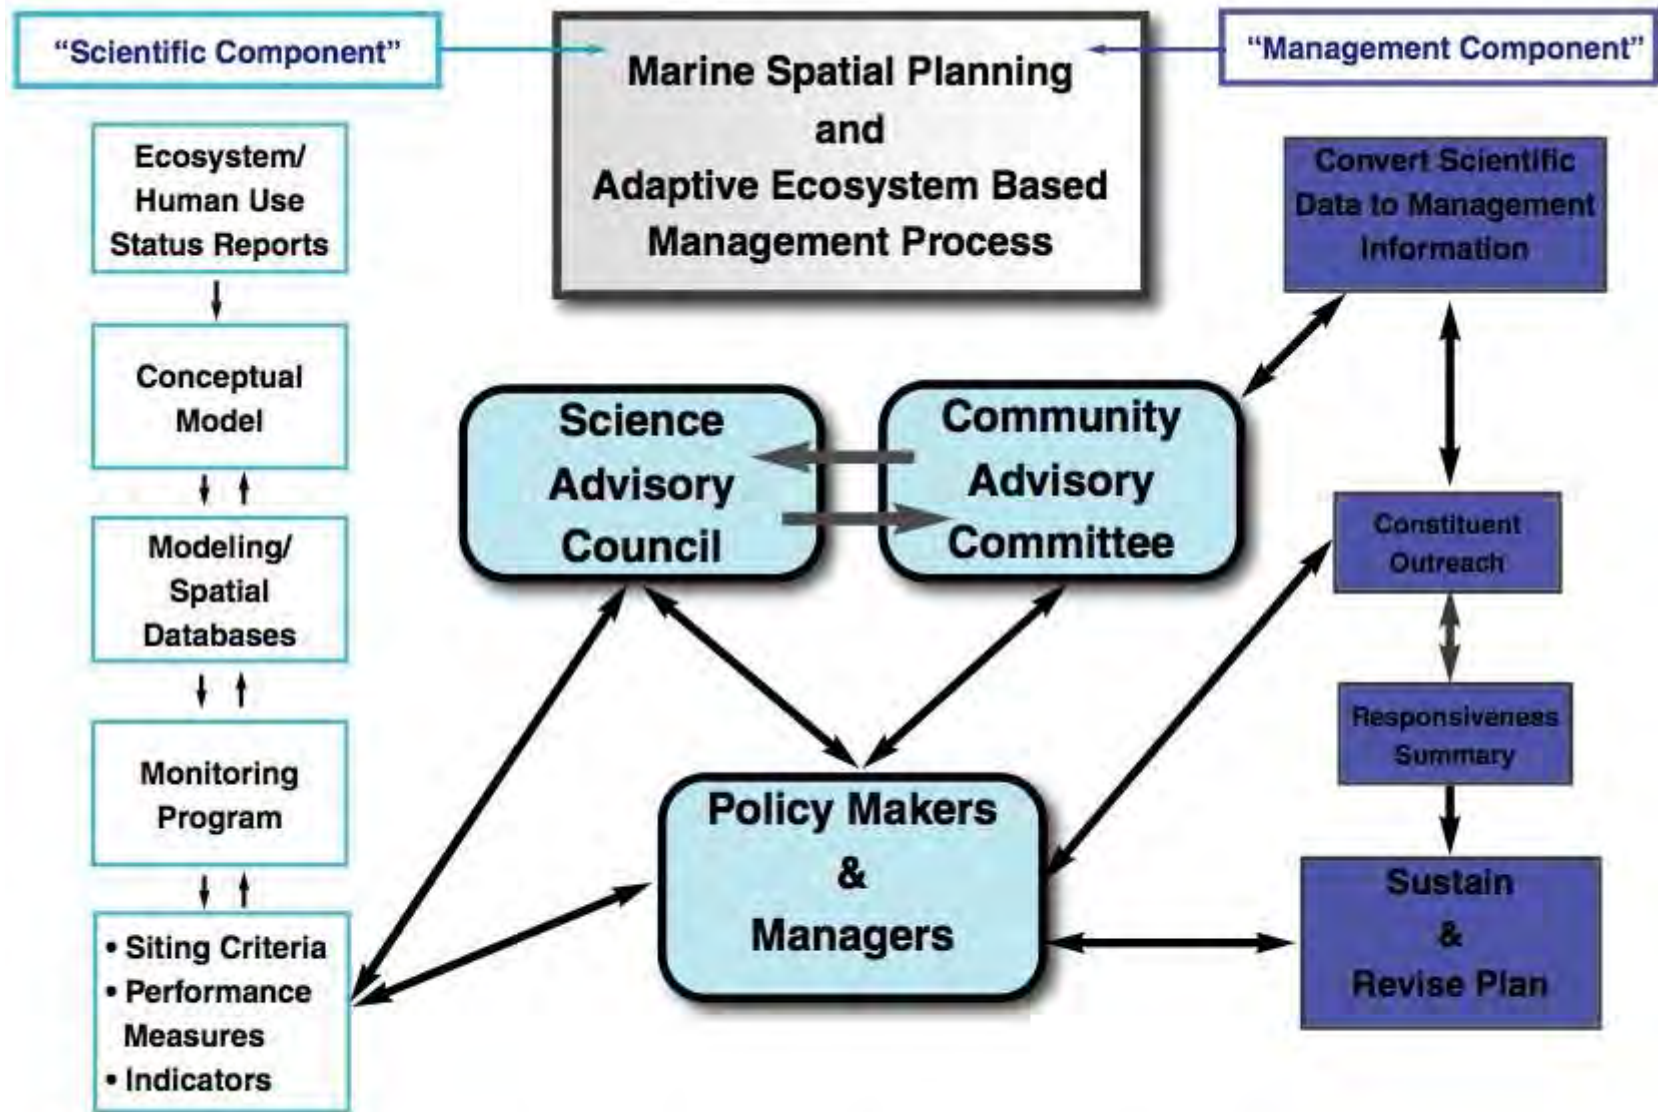 “Scientific Component”
Marine Spatial Planning
and
Adaptive Ecosystem Based
Management Process
“Management Component”
Ecosystem/
Human Use
Status Reports
Conceptual
Model
Modeling/
Spatial
Databases
Monitoring
Program
• Siting Criteria
• Performance
Measures
• Indicators
Science
Advisory
Council
Community
Advisory
Committee
Policy Makers
&
Managers
Convert Scientific
Data to Management
Information
Constituent
Outreach
Responsiveness
Summary
Sustain
&
Revise Plan